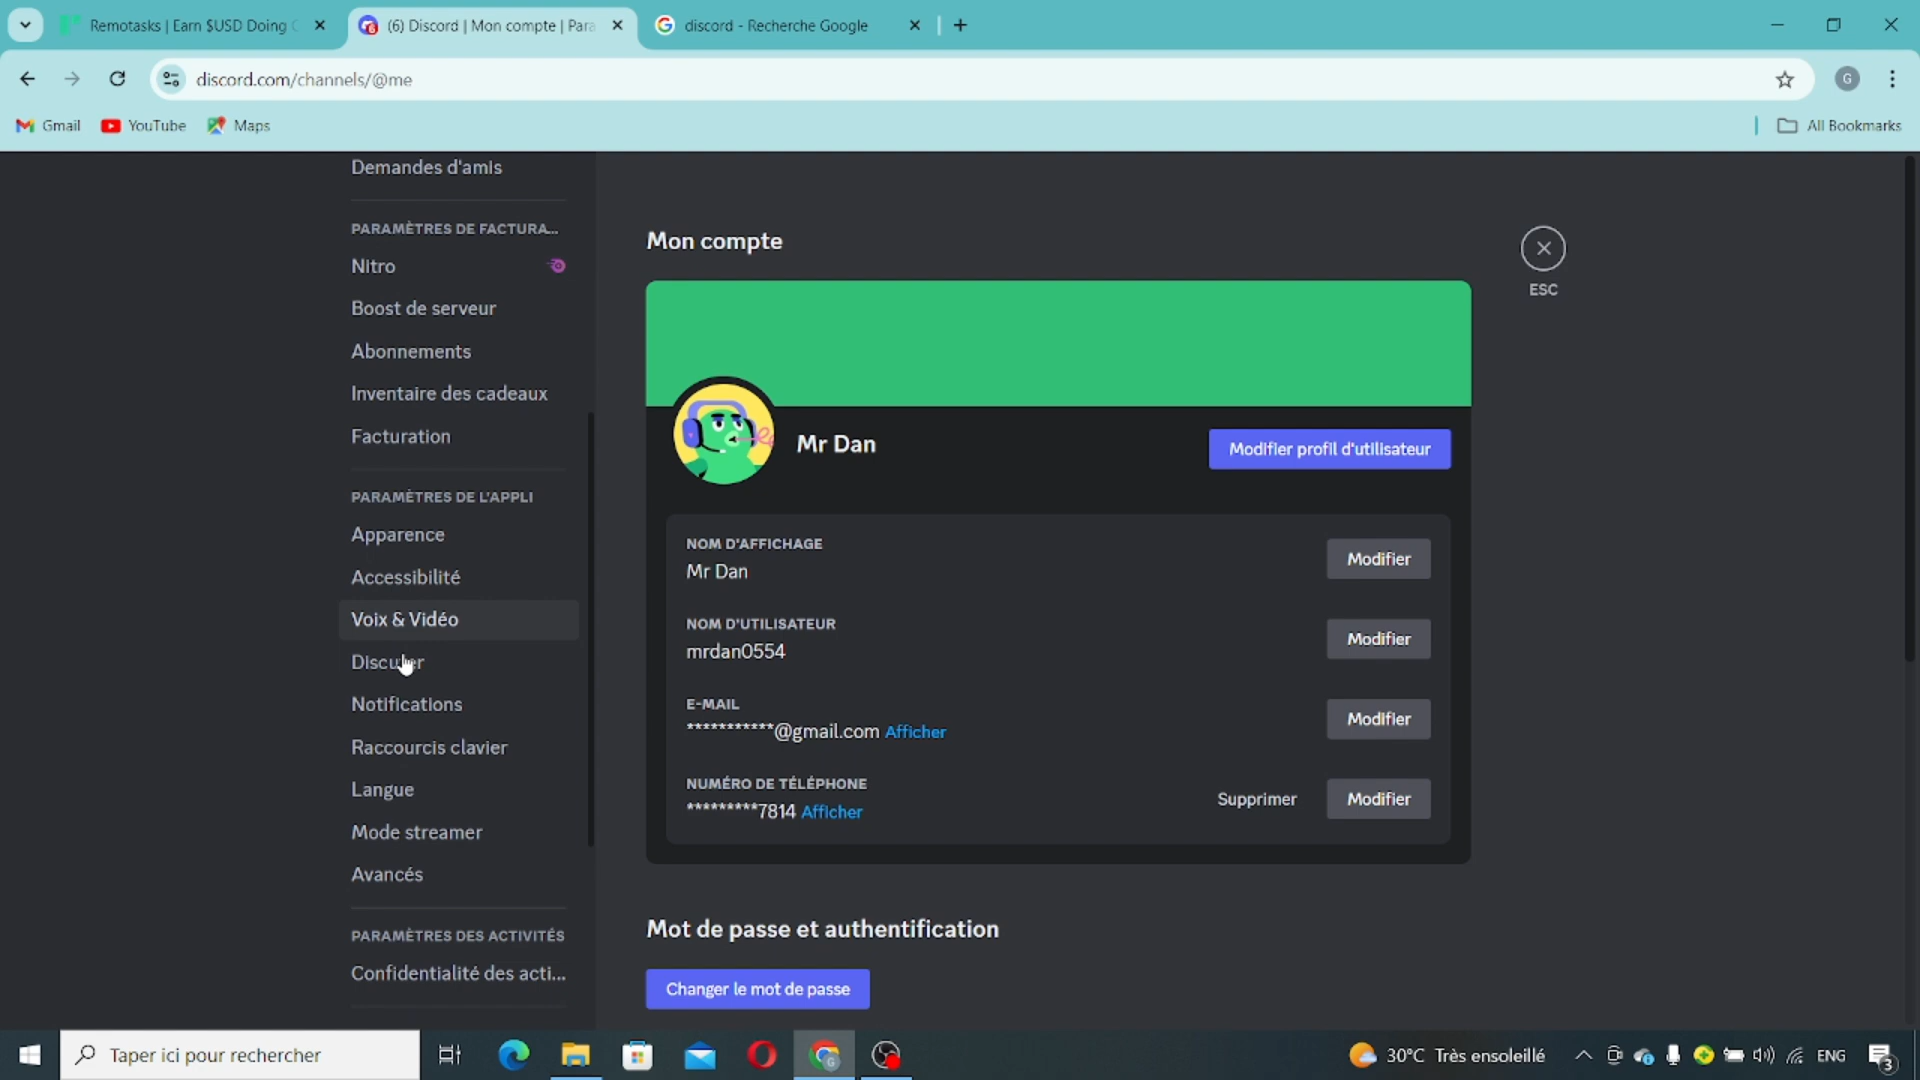 Remotasks | Earn $USD Doing
(6) Discord | Mon compte | Para
discord - Recherche Google
discord.com/channels/@me
G
Gmail
YouTube
Maps
All Bookmarks
Demandes d'amis
PARAMÈTRES DE FACTURA...
Nitro
Boost de serveur
Abonnements
Inventaire des cadeaux
Facturation
PARAMÈTRES DE L'APPLI
Apparence
Accessibilité
Voix & Vidéo
Discuter
Notifications
Raccourcis clavier
Langue
Mode streamer
Avancés
PARAMÈTRES DES ACTIVITÉS
Confidentialité des acti...
Mon compte
ESC
Mr Dan
Modifier profil d'utilisateur
NOM D'AFFICHAGE
Mr Dan
Modifier
NOM D'UTILISATEUR
mrdan0554
Modifier
E-MAIL
***********@gmail.com Afficher
Modifier
NUMÉRO DE TÉLÉPHONE
*********7814 Afficher
Supprimer
Modifier
Mot de passe et authentification
Changer le mot de passe
Taper ici pour rechercher
30°C Très ensoleillé
ENG
3